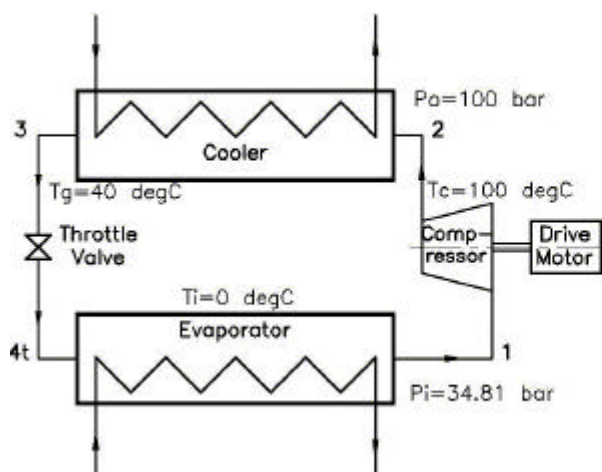 Po=100 bar
3
2
Cooler
Tg=40 degC
Tc=100 degC
Throttle
Valve
Comp-
ressor
Drive
Motor
Ti=0 degC
Evaporator
4t
1
Pi=34.81 bar